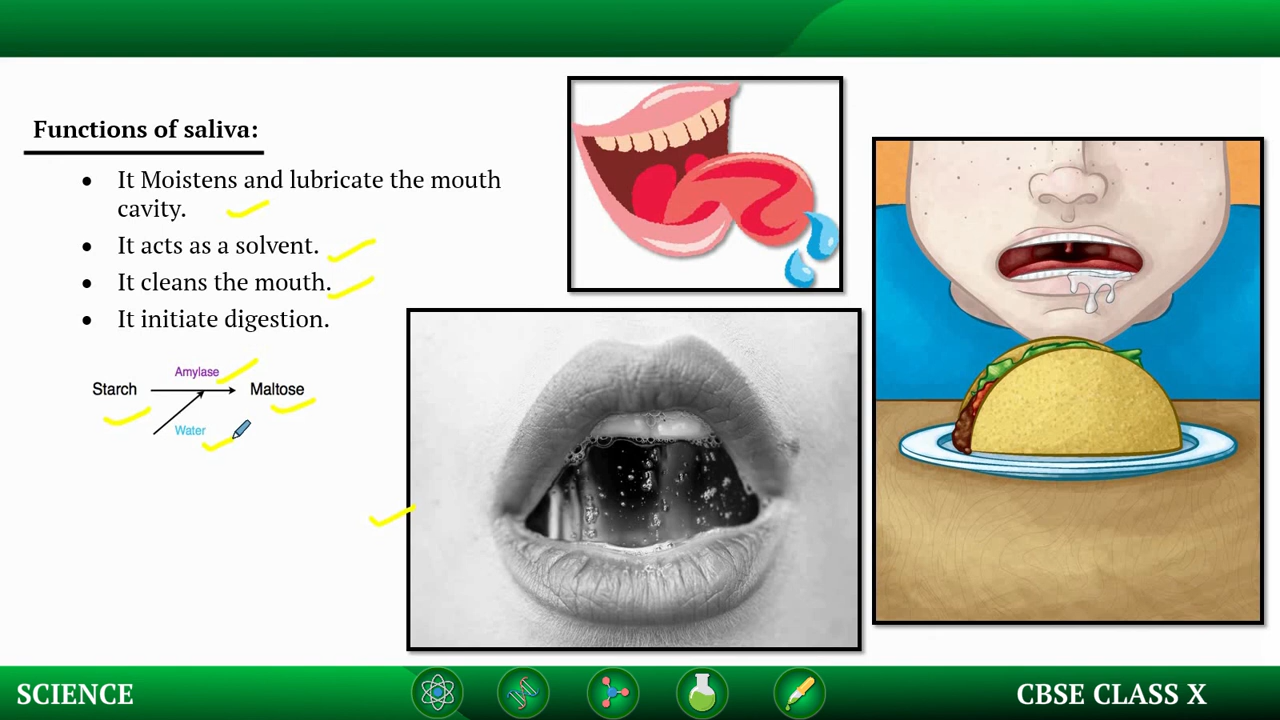 Functions of saliva:
• It Moistens and lubricate the mouth
cavity.
• It acts as a solvent.
• It cleans the mouth.
• It initiate digestion.
Amylase
Starch Maltose
Water
SCIENCE
CBSE CLASS X